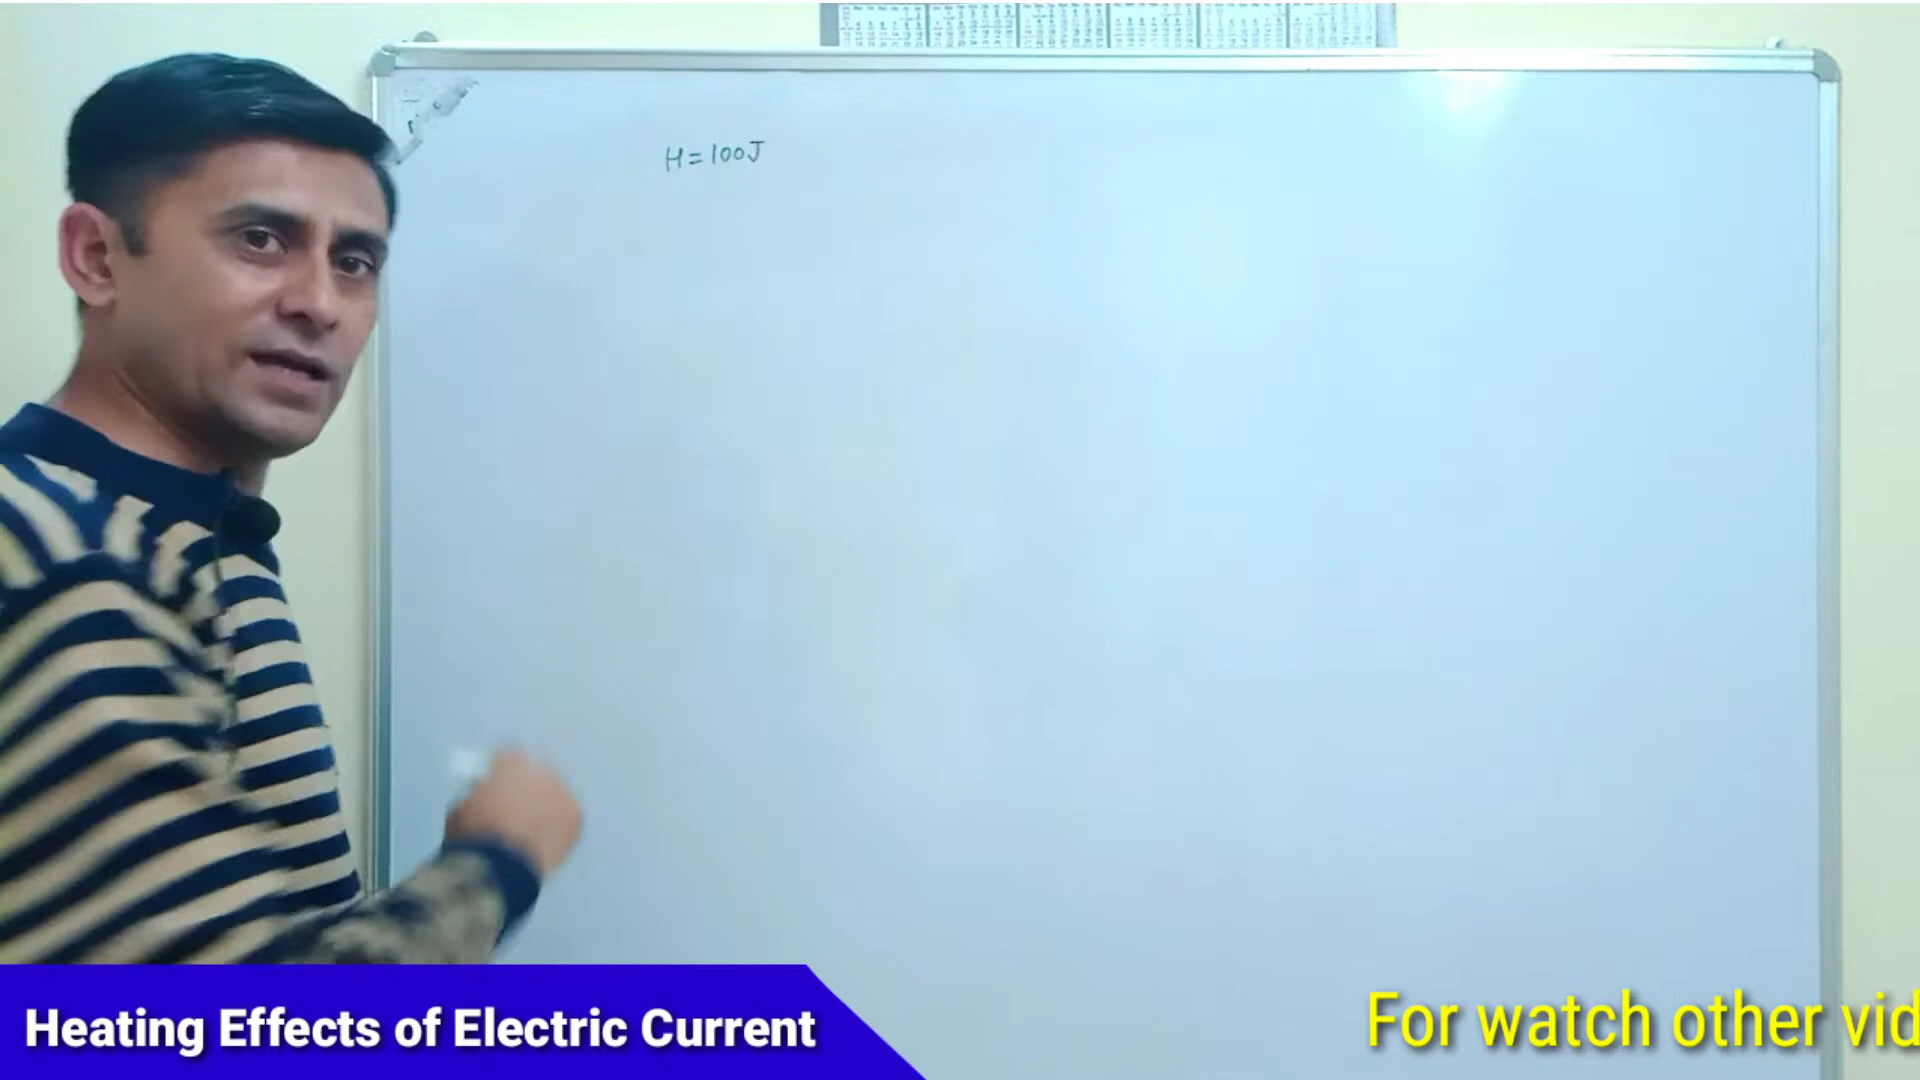 H=100J
Heating Effects of Electric Current
For watch other vid